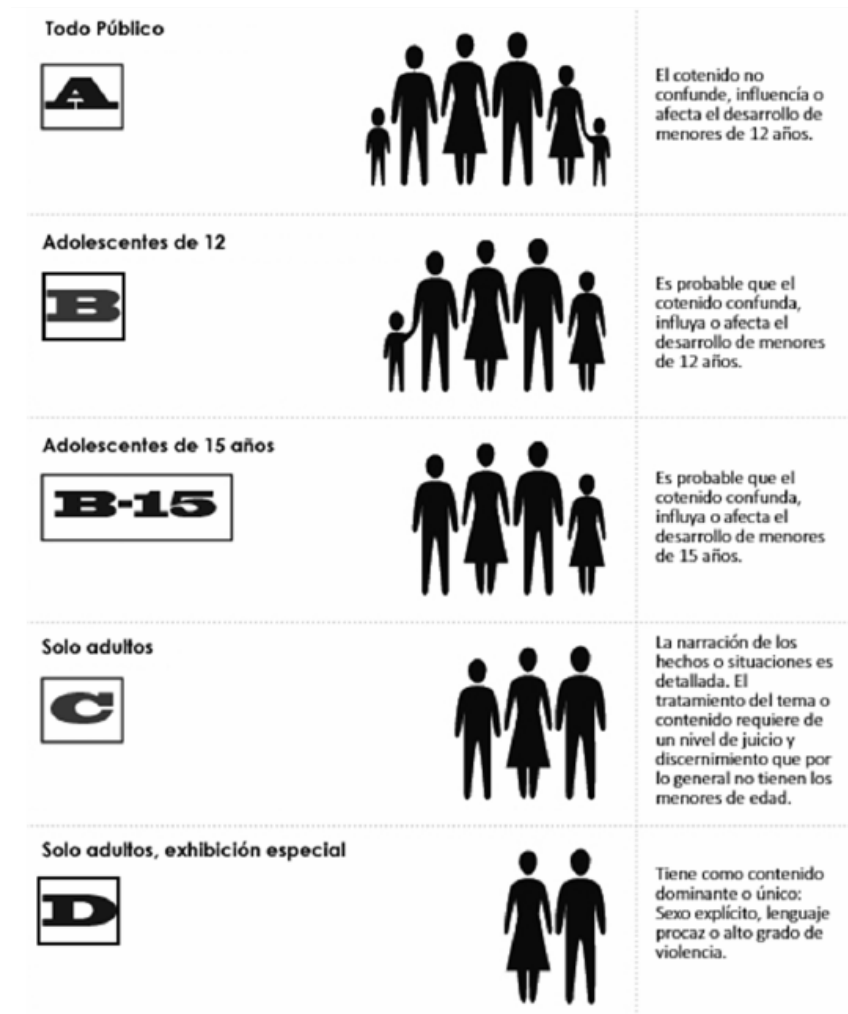 Todo Público
A
El cotenido no
confunde, influencía o
afecta el desarrollo de
menores de 12 años.
Adolescentes de 12
B
Es probable que el
cotenido confunda,
influya o afecta el
desarrollo de menores
de 12 años.
Adolescentes de 15 años
B-15
Es probable que el
cotenido confunda,
influya o afecta el
desarrollo de menores
de 15 años.
Solo adultos
C
La narración de los
hechos o situaciones es
detallada. El
tratamiento del tema o
contenido requiere de
un nivel de juicio y
discernimiento que por
lo general no tienen los
menores de edad.
Solo adultos, exhibición especial
D
Tiene como contenido
dominante o único:
Sexo explícito, lenguaje
procaz o alto grado de
violencia.